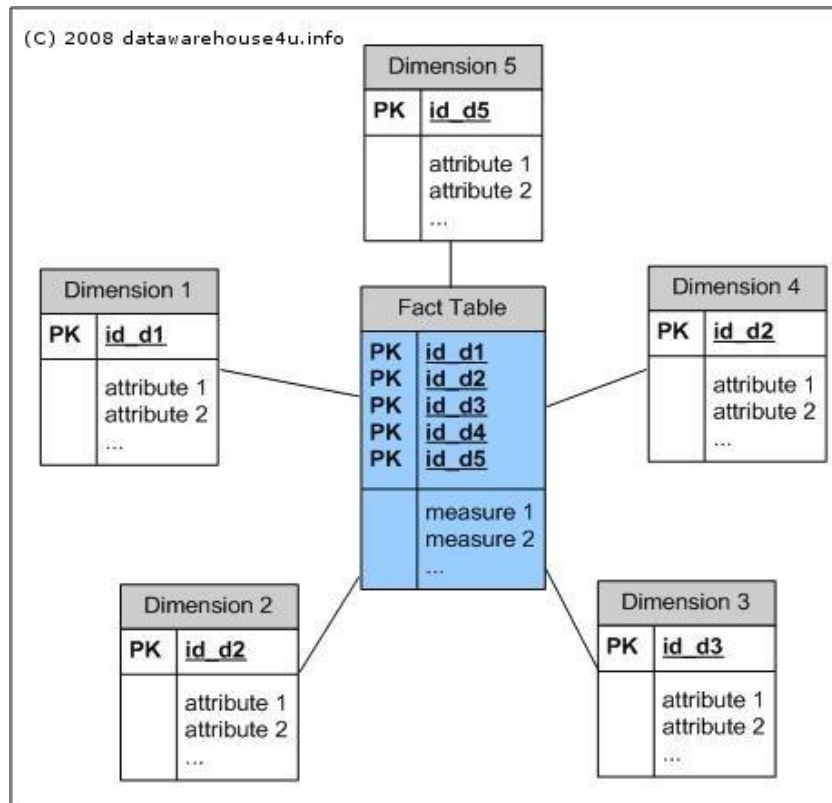 (C) 2008 datawarehouse4u.info
Dimension 5
PK id_d5
attribute 1
attribute 2
...
Dimension 1
PK id_d1
attribute 1
attribute 2
...
Fact Table
PK id_d1
PK id_d2
PK id_d3
PK id_d4
PK id_d5
measure 1
measure 2
...
Dimension 4
PK id_d2
attribute 1
attribute 2
...
Dimension 2
PK id_d2
attribute 1
attribute 2
...
Dimension 3
PK id_d3
attribute 1
attribute 2
...